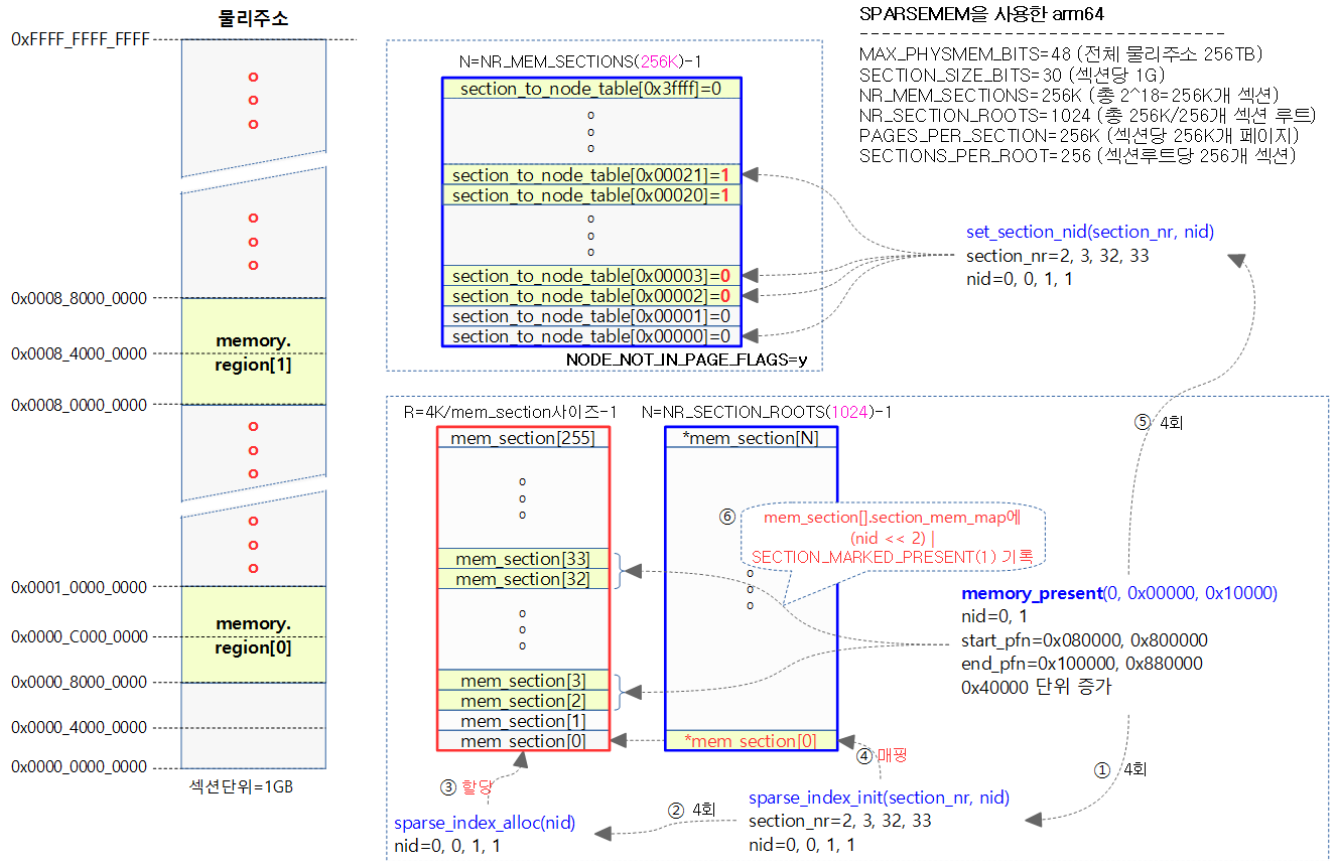 물리주소
0xFFFF_FFFF_FFFF
0x0008_8000_0000
memory.
region[1]
0x0008_4000_0000
0x0008_0000_0000
0x0001_0000_0000
memory.
region[0]
0x0000_C000_0000
0x0000_8000_0000
0x0000_4000_0000
0x0000_0000_0000
섹션단위=1GB
N=NR_MEM_SECTIONS(256K)-1
section_to_node_table[0x3ffff]=0
section_to_node_table[0x00021]=1
section_to_node_table[0x00020]=1
section_to_node_table[0x00003]=0
section_to_node_table[0x00002]=0
section_to_node_table[0x00001]=0
section_to_node_table[0x00000]=0
NODE_NOT_IN_PAGE_FLAGS=y
SPARSEMEM을 사용한 arm64
---------------------------------
MAX_PHYSMEM_BITS=48 (전체 물리주소 256TB)
SECTION_SIZE_BITS=30 (섹션당 1G)
NR_MEM_SECTIONS=256K (총 2^18=256K개 섹션)
NR_SECTION_ROOTS=1024 (총 256K/256개 섹션 루트)
PAGES_PER_SECTION=256K (섹션당 256K개 페이지)
SECTIONS_PER_ROOT=256 (섹션루트당 256개 섹션)
set_section_nid(section_nr, nid)
section_nr=2, 3, 32, 33
nid=0, 0, 1, 1
⑤ 4회
R=4K/mem_section사이즈-1
mem_section[255]
mem_section[33]
mem_section[32]
mem_section[3]
mem_section[2]
mem_section[1]
mem_section[0]
N=NR_SECTION_ROOTS(1024)-1
*mem_section[N]
*mem_section[0]
⑥
mem_section[].section_mem_map에
(nid << 2) |
SECTION_MARKED_PRESENT(1) 기록
memory_present(0, 0x00000, 0x10000)
nid=0, 1
start_pfn=0x080000, 0x800000
end_pfn=0x100000, 0x880000
0x40000 단위 증가
① 4회
④ 매핑
sparse_index_init(section_nr, nid)
section_nr=2, 3, 32, 33
nid=0, 0, 1, 1
② 4회
③ 할당
sparse_index_alloc(nid)
nid=0, 0, 1, 1